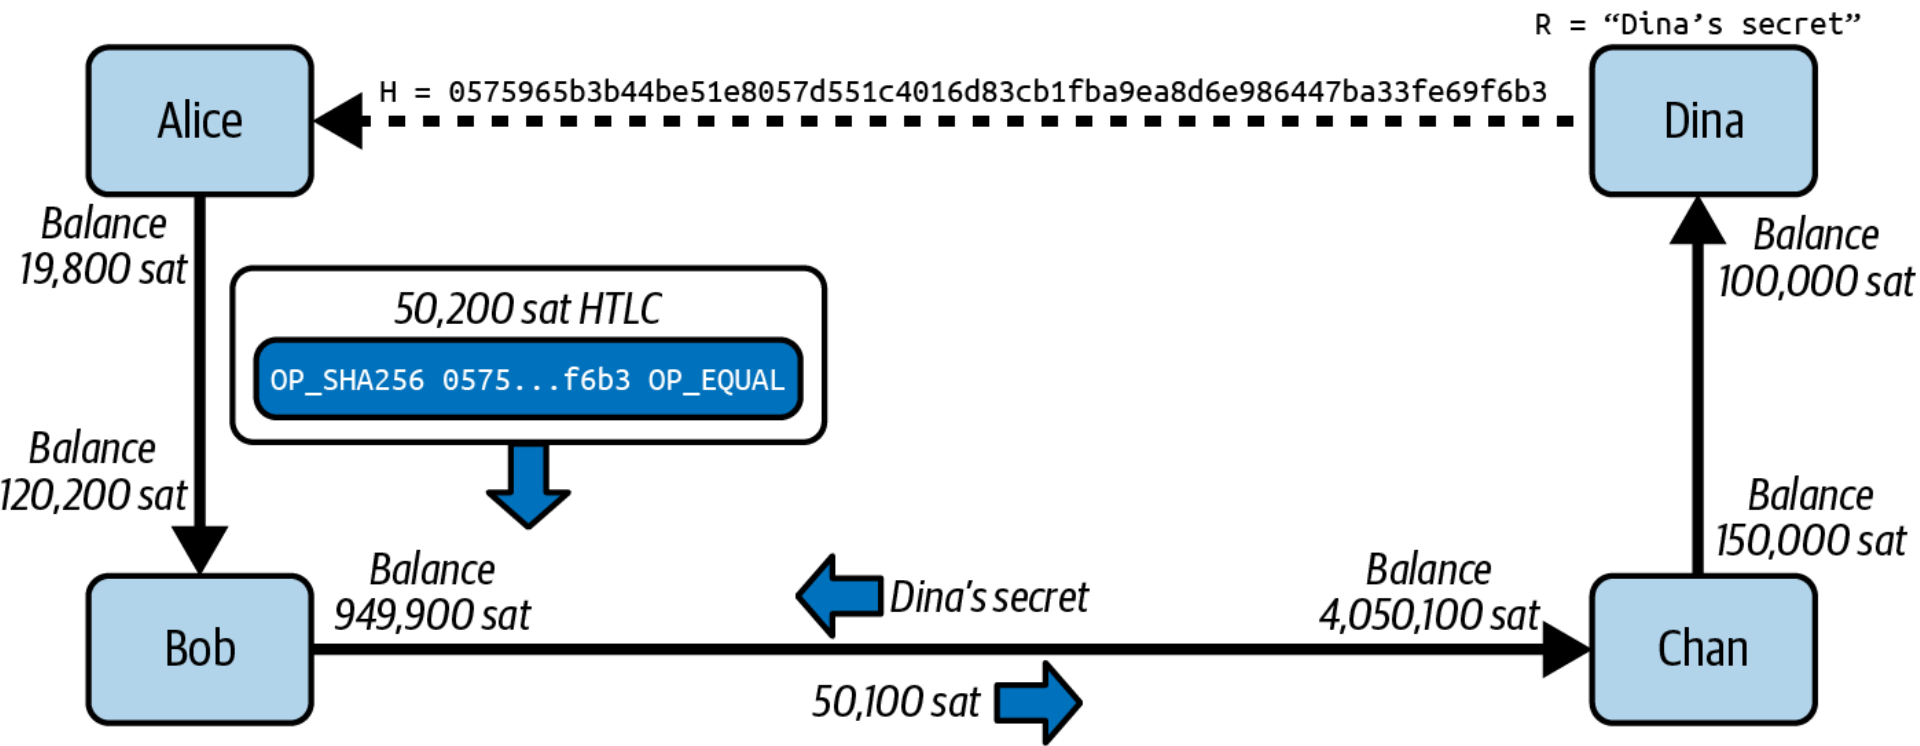 R = “Dina’s secret”
Alice
H = 0575965b3b44be51e8057d551c4016d83cb1fba9ea8d6e986447ba33fe69f6b3
Dina
Balance
19,800 sat
Balance
100,000 sat
50,200 sat HTLC
OP_SHA256 0575...f6b3 OP_EQUAL
Balance
120,200 sat
Balance
150,000 sat
Balance
949,900 sat
Dina's secret
Balance
4,050,100 sat
Bob
Chan
50,100 sat